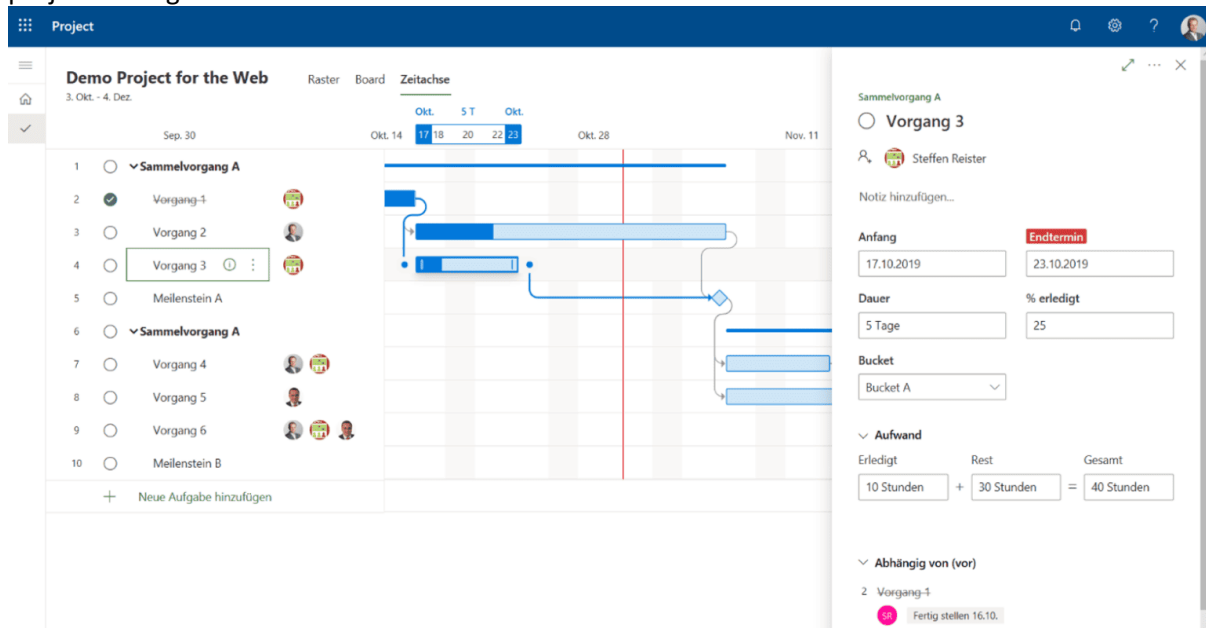 Project
Demo Project for the Web
Raster Board Zeitachse
3. Okt. - 4. Dez.
Okt. 5 T Okt.
Sep. 30 Okt. 14 17 18 20 22 23 Okt. 28 Nov. 11
1 Sammelvorgang A
2 Vorgang 1
3 Vorgang 2
4 Vorgang 3
5 Meilenstein A
6 Sammelvorgang A
7 Vorgang 4
8 Vorgang 5
9 Vorgang 6
10 Meilenstein B
+ Neue Aufgabe hinzufügen
Sammelvorgang A
Vorgang 3
Steffen Reister
Notiz hinzufügen...
Anfang Endtermin
17.10.2019 23.10.2019
Dauer % erledigt
5 Tage 25
Bucket
Bucket A
Aufwand
Erledigt Rest Gesamt
10 Stunden + 30 Stunden = 40 Stunden
Abhängig von (vor)
2 Vorgang 1
SR Fertig stellen 16.10.